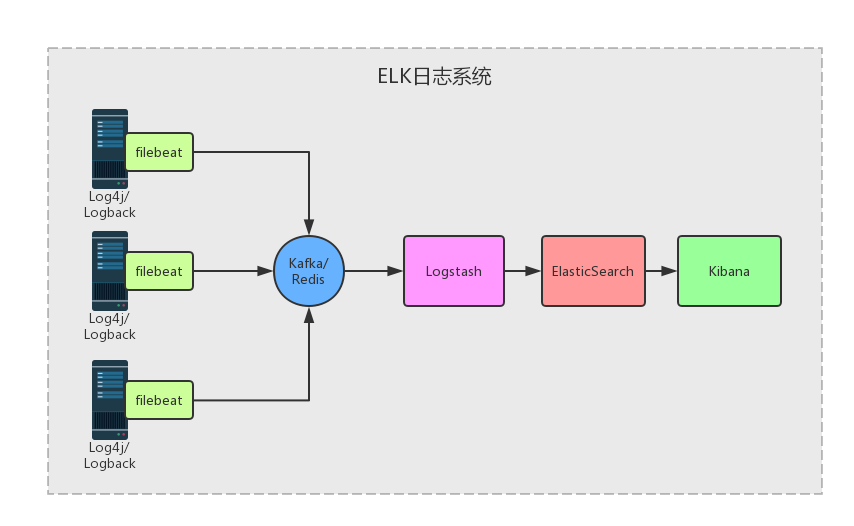 ELK日志系统
filebeat
Log4j/
Logback
filebeat
Log4j/
Logback
filebeat
Log4j/
Logback
Kafka/
Redis
Logstash
ElasticSearch
Kibana